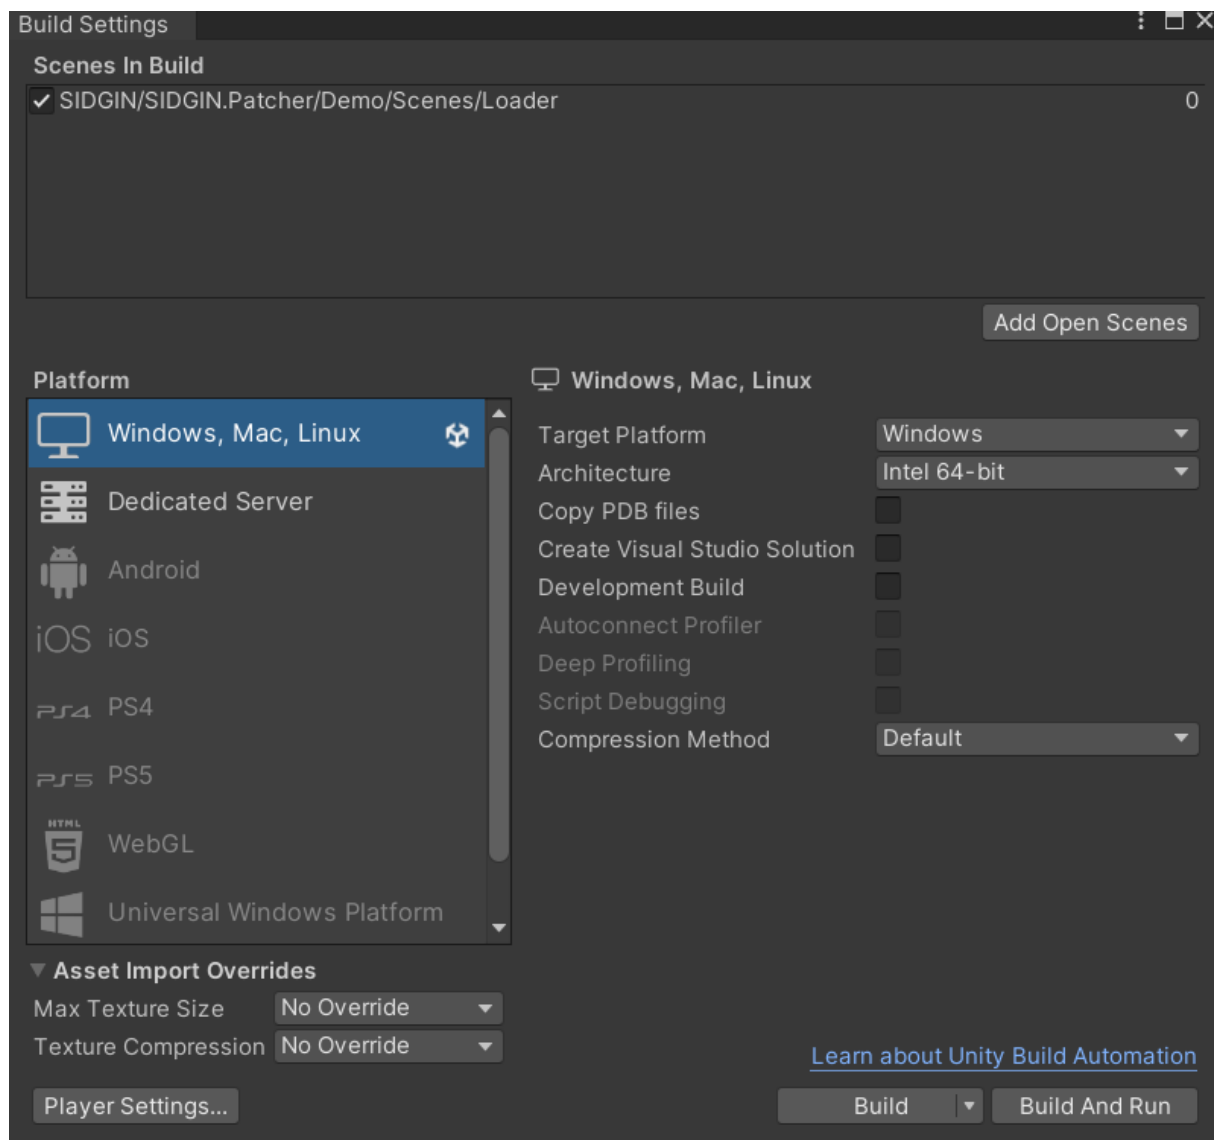 Build Settings
Scenes In Build
SIDGIN/SIDGIN.Patcher/Demo/Scenes/Loader 0
Add Open Scenes
Platform
Windows, Mac, Linux
Dedicated Server
Android
iOS iOS
PS4 PS4
PS5 PS5
HTML
5 WebGL
Universal Windows Platform
Windows, Mac, Linux
Target Platform Windows
Architecture Intel 64-bit
Copy PDB files
Create Visual Studio Solution
Development Build
Autoconnect Profiler
Deep Profiling
Script Debugging
Compression Method Default
Asset Import Overrides
Max Texture Size No Override
Texture Compression No Override
Learn about Unity Build Automation
Player Settings... Build Build And Run